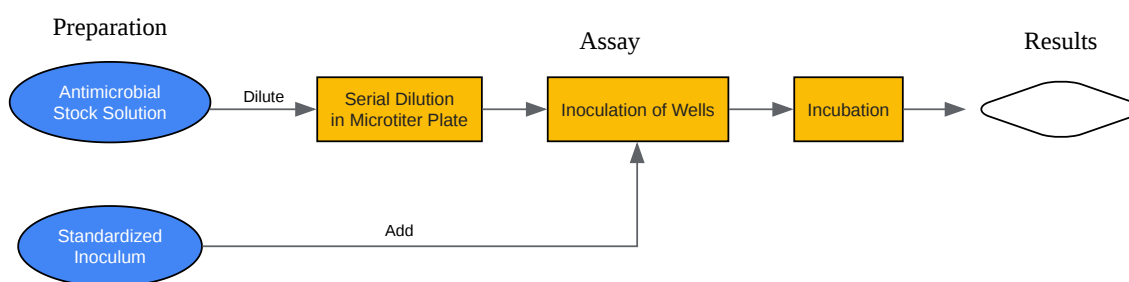 Preparation
Assay
Results
Antimicrobial
Stock Solution
Dilute
Serial Dilution
in Microtiter Plate
Inoculation of Wells
Incubation
Standardized
Inoculum
Add